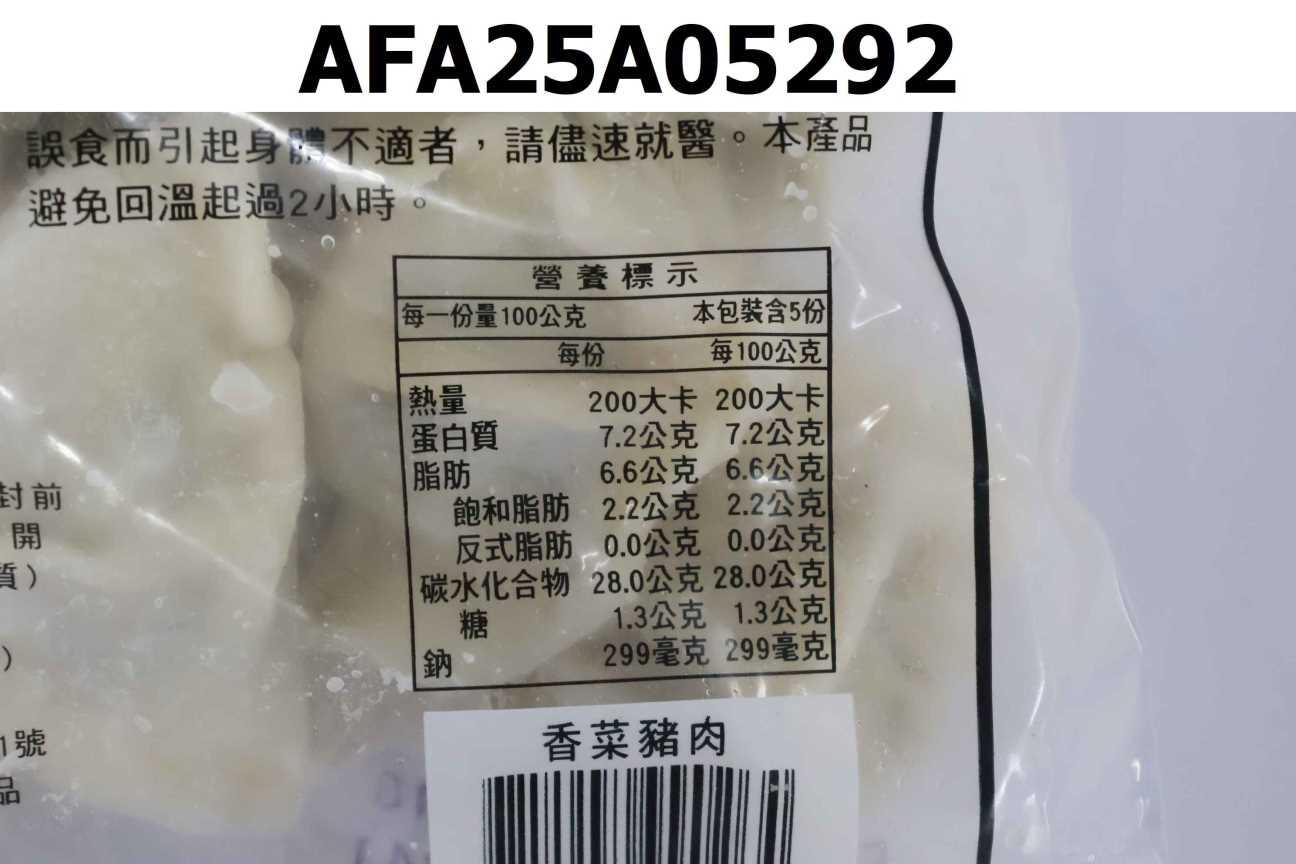 AFA25A05292
誤食而引起身體不適者，請儘速就醫。本產品
避免回溫超過2小時。
營養標示
每一份量100公克 本包裝含5份
每份 每100公克
熱量 200大卡 200大卡
蛋白質 7.2公克 7.2公克
脂肪 6.6公克 6.6公克
飽和脂肪 2.2公克 2.2公克
反式脂肪 0.0公克 0.0公克
碳水化合物 28.0公克 28.0公克
糖 1.3公克 1.3公克
鈉 299毫克 299毫克
封前
開
質)
)
1號
品
香菜豬肉